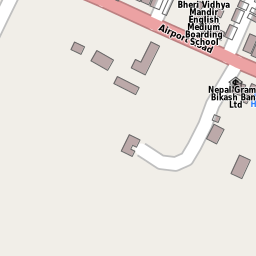 Bheri Vidhya
Mandir
English
Medium
Boarding
School
Airport Road
Nepal Gram
Bikash Ban
Ltd
H